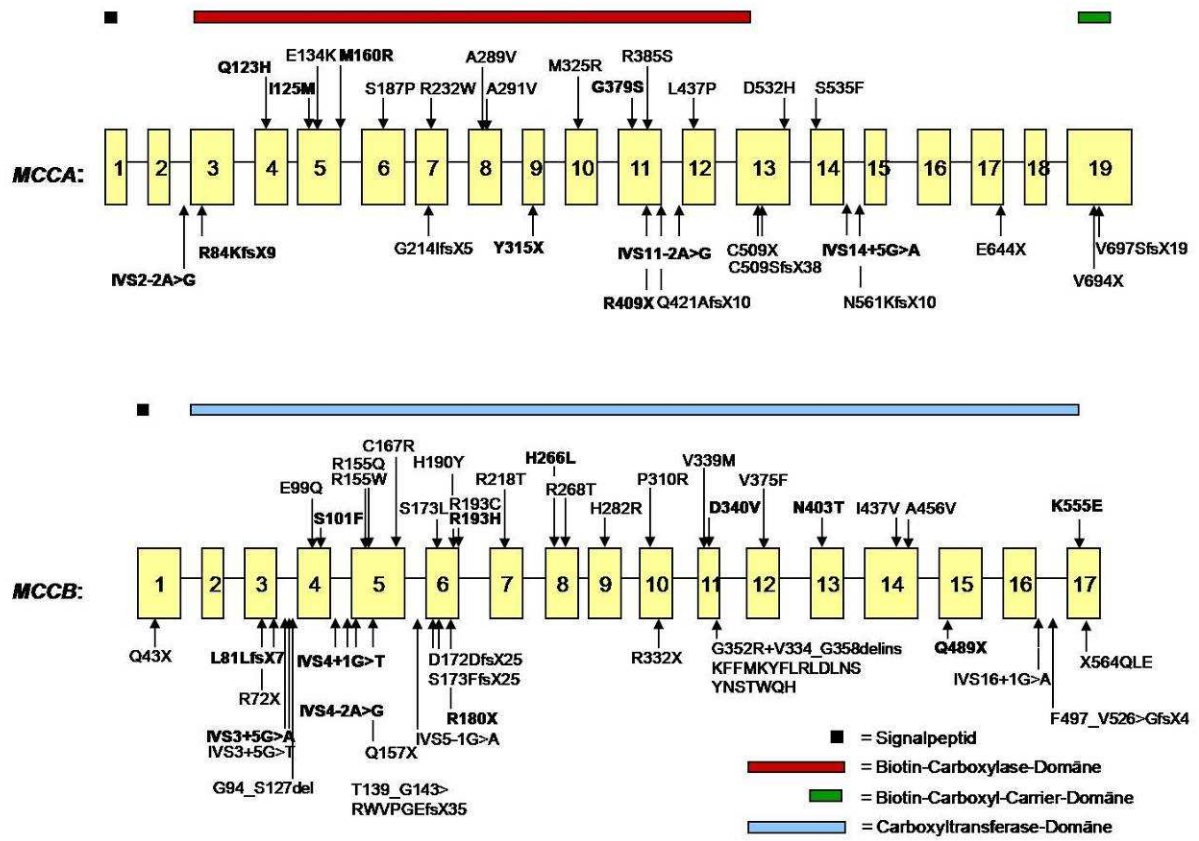 E134K M160R
A289V
R385S
Q123H
M325R
I125M
S187P R232W A291V
G379S
L437P
D532H
S535F
MCCA:
1 2 3 4 5 6 7 8 9 10 11 12 13 14 15 16 17 18 19
R84KfsX9
G214IfsX5
Y315X
IVS11-2A>G
C509X
C509SfsX38
IVS14+5G>A
E644X
V697SfsX19
IVS2-2A>G
V694X
R409X Q421AfsX10
N561KfsX10
C167R
R155Q
R155W
H190Y
H266L
V339M
E99Q
S101F
S173L
R193C
R193H
R218T
R268T
H282R
P310R
D340V
V375F
N403T
I437V A456V
K555E
MCCB:
1 2 3 4 5 6 7 8 9 10 11 12 13 14 15 16 17
Q43X
L81LfsX7
IVS4+1G>T
D172DfsX25
S173FfsX25
R332X
G352R+V334_G358delins
KFFMKYFLRLDLNS
YNSTWQH
Q489X
IVS16+1G>A
X564QLE
R72X
IVS4-2A>G
R180X
F497_V526>GfsX4
IVS3+5G>A
IVS3+5G>T
Q157X
IVS5-1G>A
G94_S127del
T139_G143>
RWVPGEfsX35
= Signalpeptid
= Biotin-Carboxylase-Domäne
= Biotin-Carboxyl-Carrier-Domäne
= Carboxyltransferase-Domäne